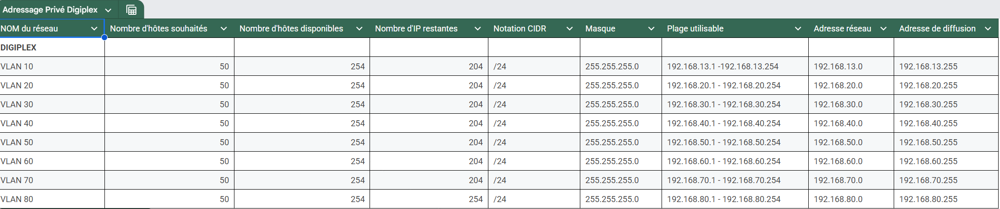 Adressage Privé Digiplex
NOM du réseau Nombre d'hôtes souhaités Nombre d'hôtes disponibles Nombre d'IP restantes Notation CIDR Masque Plage utilisable Adresse réseau Adresse de diffusion
DIGIPLEX
VLAN 10 50 254 204 /24 255.255.255.0 192.168.13.1 -192.168.13.254 192.168.13.0 192.168.13.255
VLAN 20 50 254 204 /24 255.255.255.0 192.168.20.1 - 192.168.20.254 192.168.20.0 192.168.20.255
VLAN 30 50 254 204 /24 255.255.255.0 192.168.30.1 - 192.168.30.254 192.168.30.0 192.168.30.255
VLAN 40 50 254 204 /24 255.255.255.0 192.168.40.1 - 192.168.40.254 192.168.40.0 192.168.40.255
VLAN 50 50 254 204 /24 255.255.255.0 192.168.50.1 - 192.168.50.254 192.168.50.0 192.168.50.255
VLAN 60 50 254 204 /24 255.255.255.0 192.168.60.1 - 192.168.60.254 192.168.60.0 192.168.60.255
VLAN 70 50 254 204 /24 255.255.255.0 192.168.70.1 - 192.168.70.254 192.168.70.0 192.168.70.255
VLAN 80 50 254 254 /24 255.255.255.0 192.168.80.1 - 192.168.80.254 192.168.80.0 192.168.80.255